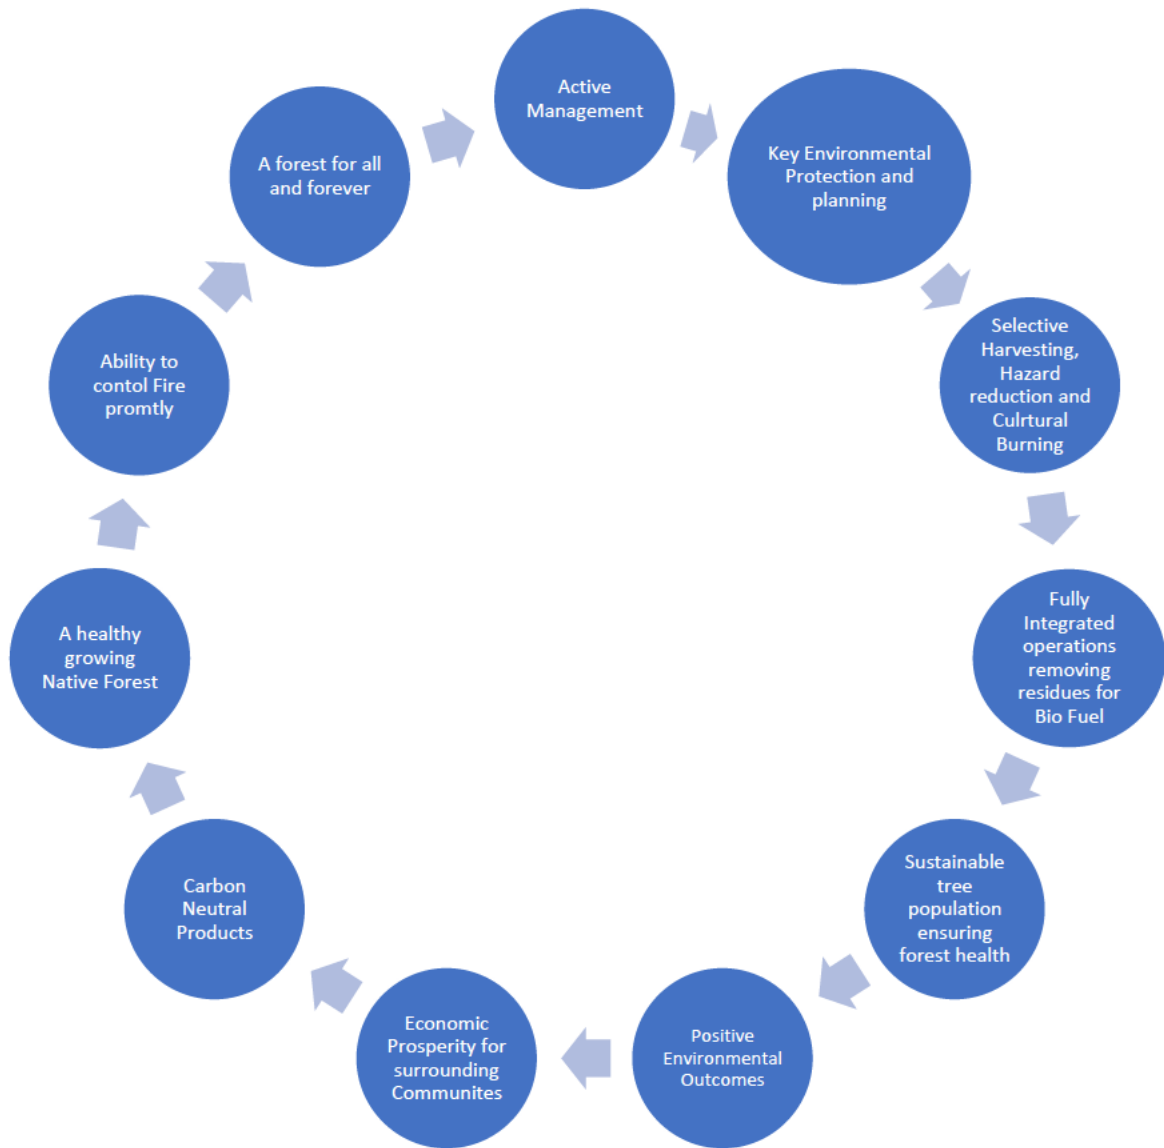 Active
Management
Key Environmental
Protection and
planning
Selective
Harvesting,
Hazard
reduction and
Culrtural
Burning
Fully
Integrated
operations
removing
residues for
Bio Fuel
Sustainable
tree
population
ensuring
forest health
Positive
Environmental
Outcomes
Economic
Prosperity for
surrounding
Communites
Carbon
Neutral
Products
A healthy
growing
Native Forest
Ability to
contol Fire
promtly
A forest for all
and forever